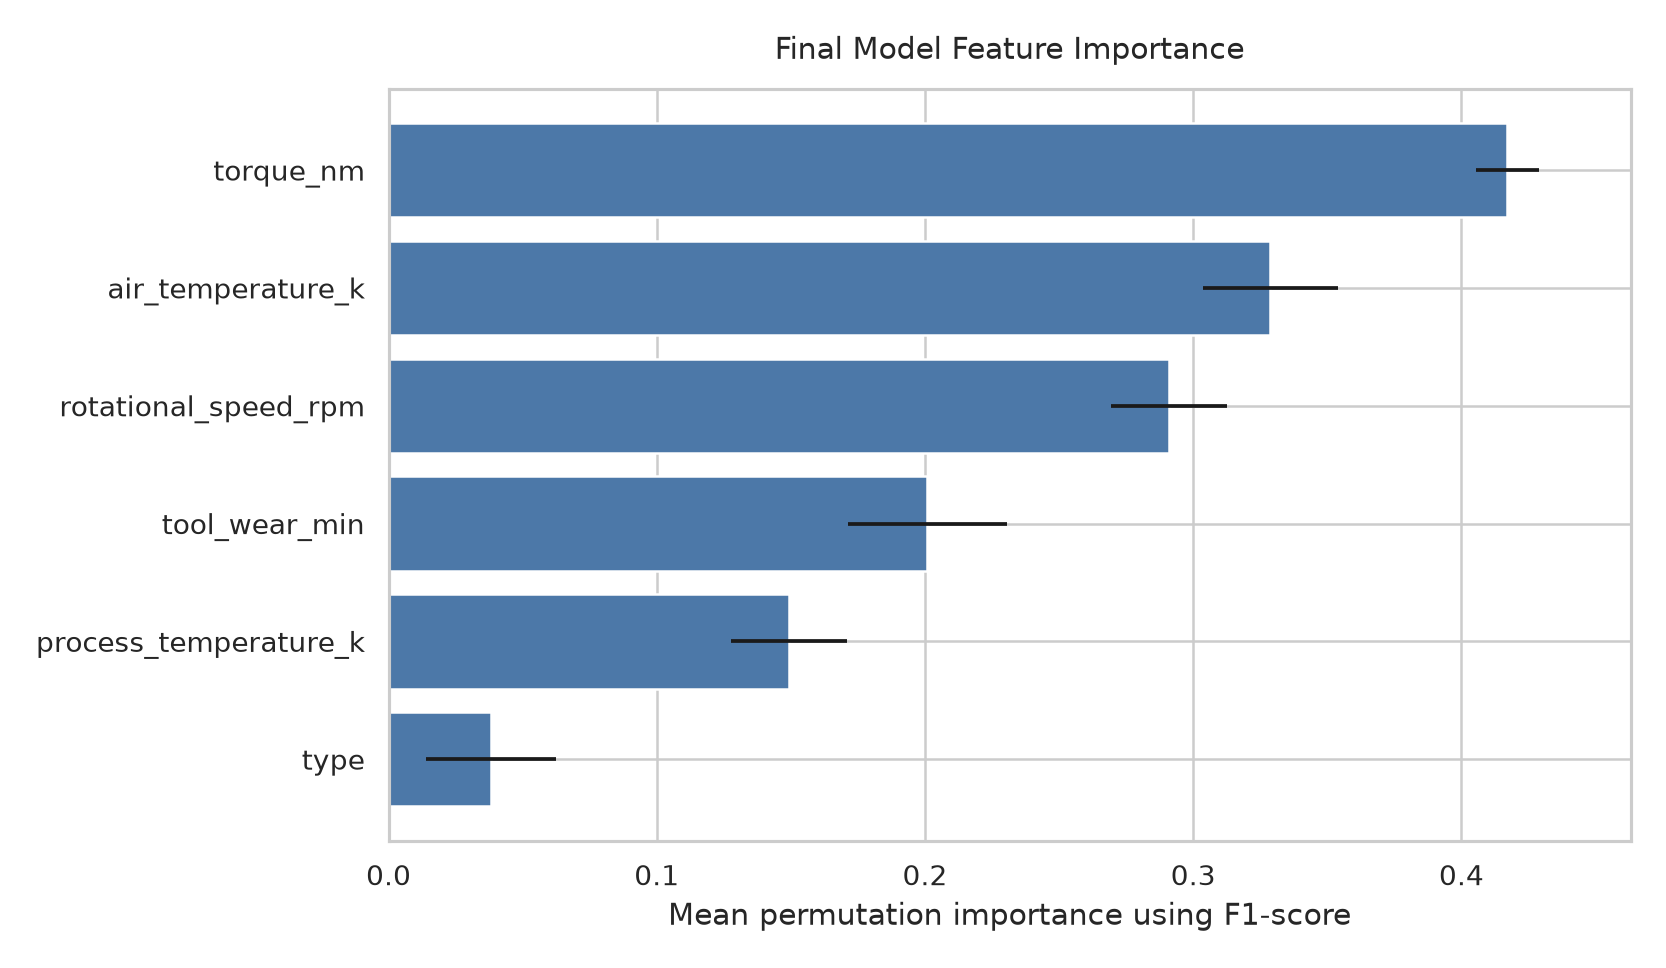 Final Model Feature Importance
torque_nm
air_temperature_k
rotational_speed_rpm
tool_wear_min
process_temperature_k
type
0.0 0.1 0.2 0.3 0.4
Mean permutation importance using F1-score